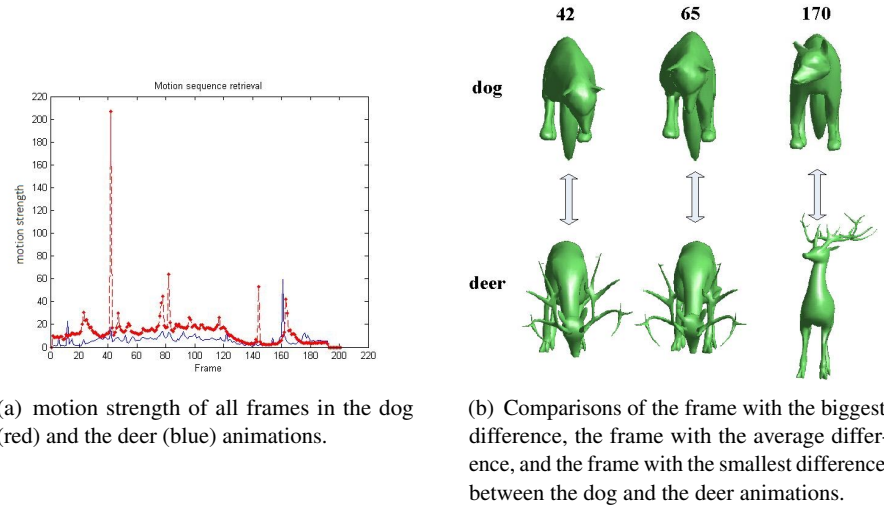 Motion sequence retrieval
220
200
180
160
140
120
100
80
60
40
20
0
motion strength
0 20 40 60 80 100 120 140 160 180 200 220
Frame
(a) motion strength of all frames in the dog
(red) and the deer (blue) animations.
42 65 170
dog
deer
(b) Comparisons of the frame with the biggest
difference, the frame with the average differ-
ence, and the frame with the smallest difference
between the dog and the deer animations.